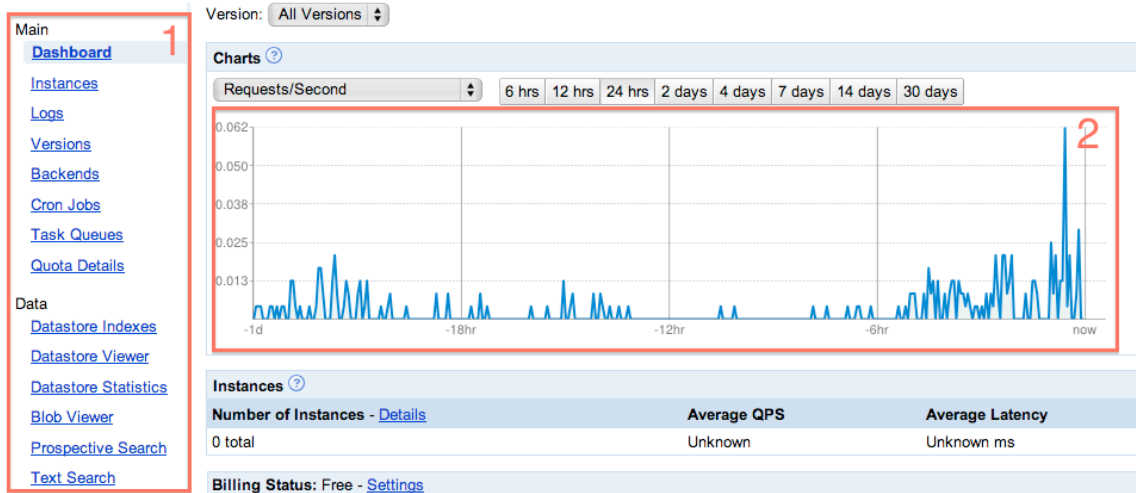 Main
1
Dashboard
Instances
Logs
Versions
Backends
Cron Jobs
Task Queues
Quota Details
Data
Datastore Indexes
Datastore Viewer
Datastore Statistics
Blob Viewer
Prospective Search
Text Search
Version: All Versions
Charts ?
Requests/Second 6 hrs 12 hrs 24 hrs 2 days 4 days 7 days 14 days 30 days
2
0.062
0.050
0.038
0.025
0.013
-1d -18hr -12hr -6hr now
Instances ?
Number of Instances - Details Average QPS Average Latency
0 total Unknown Unknown ms
Billing Status: Free - Settings